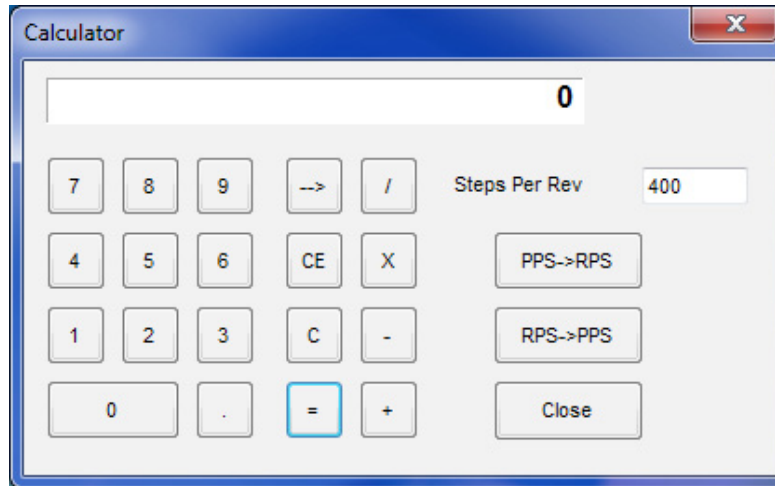 Calculator X
0
7 8 9 --> / Steps Per Rev 400
4 5 6 CE X PPS->RPS
1 2 3 C - RPS->PPS
0 . = + Close